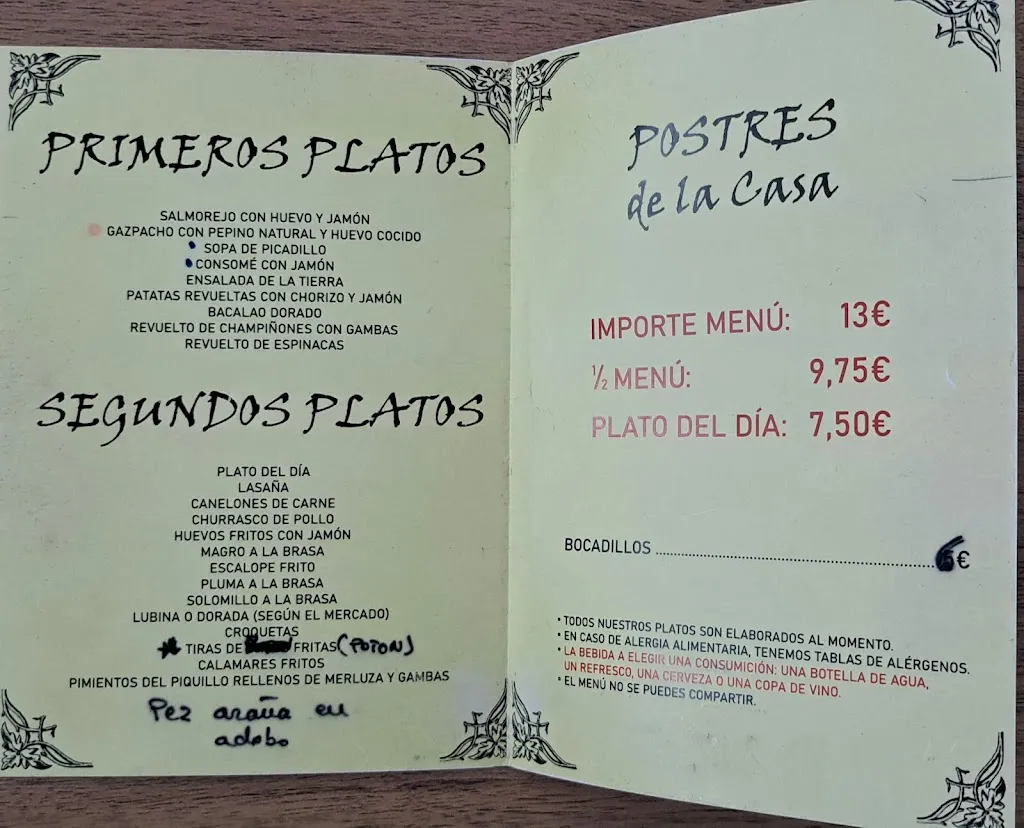 PRIMEROS PLATOS
SALMOREJO CON HUEVO Y JAMÓN
GAZPACHO CON PEPINO NATURAL Y HUEVO COCIDO
SOPA DE PICADILLO
CONSOMÉ CON JAMÓN
ENSALADA DE LA TIERRA
PATATAS REVUELTAS CON CHORIZO Y JAMÓN
BACALAO DORADO
REVUELTO DE CHAMPIÑONES CON GAMBAS
REVUELTO DE ESPINACAS
SEGUNDOS PLATOS
PLATO DEL DÍA
LASAÑA
CANELONES DE CARNE
CHURRASCO DE POLLO
HUEVOS FRITOS CON JAMÓN
MAGRO A LA BRASA
ESCALOPE FRITO
PLUMA A LA BRASA
SOLOMILLO A LA BRASA
LUBINA O DORADA (SEGÚN EL MERCADO)
CROQUETAS
* TIRAS DE FRITAS (POTON)
CALAMARES FRITOS
PIMIENTOS DEL PIQUILLO RELLENOS DE MERLUZA Y GAMBAS
Pez araña en
adobo
POSTRES
de la Casa
IMPORTE MENÚ: 13€
½ MENÚ: 9,75€
PLATO DEL DÍA: 7,50€
BOCADILLOS ........ 6€
• TODOS NUESTROS PLATOS SON ELABORADOS AL MOMENTO.
• EN CASO DE ALERGIA ALIMENTARIA, TENEMOS TABLAS DE ALÉRGENOS.
• LA BEBIDA A ELEGIR UNA CONSUMICIÓN: UNA BOTELLA DE AGUA,
UN REFRESCO, UNA CERVEZA O UNA COPA DE VINO.
• EL MENÚ NO SE PUEDES COMPARTIR.